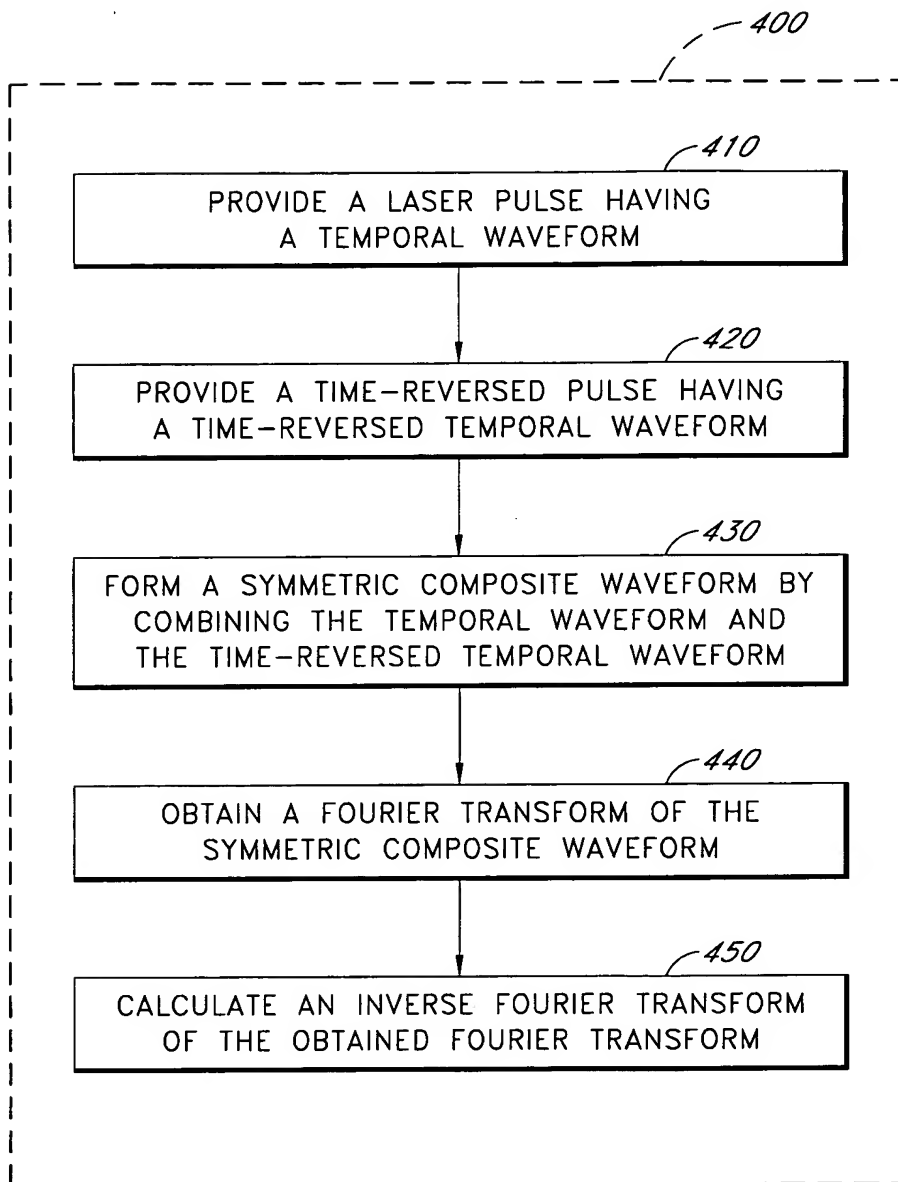 400
410
PROVIDE A LASER PULSE HAVING
A TEMPORAL WAVEFORM
420
PROVIDE A TIME-REVERSED PULSE HAVING
A TIME-REVERSED TEMPORAL WAVEFORM
430
FORM A SYMMETRIC COMPOSITE WAVEFORM BY
COMBINING THE TEMPORAL WAVEFORM AND
THE TIME-REVERSED TEMPORAL WAVEFORM
440
OBTAIN A FOURIER TRANSFORM OF THE
SYMMETRIC COMPOSITE WAVEFORM
450
CALCULATE AN INVERSE FOURIER TRANSFORM
OF THE OBTAINED FOURIER TRANSFORM